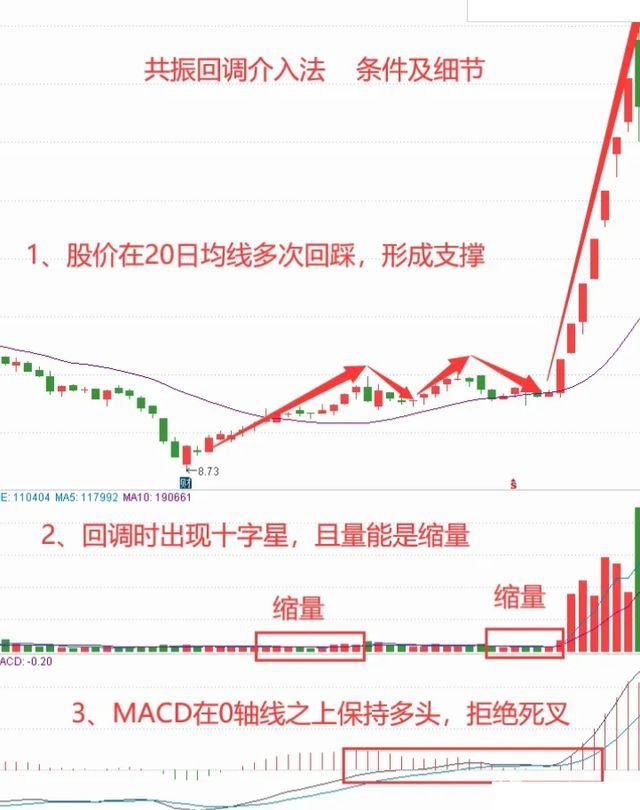 共振回调介入法 条件及细节
1、股价在20日均线多次回踩，形成支撑
←8.73
财
E: 110404 MA5: 117992 MA10: 190661
2、回调时出现十字星，且量能是缩量
缩量
缩量
ACD: -0.20
3、MACD在0轴线之上保持多头，拒绝死叉